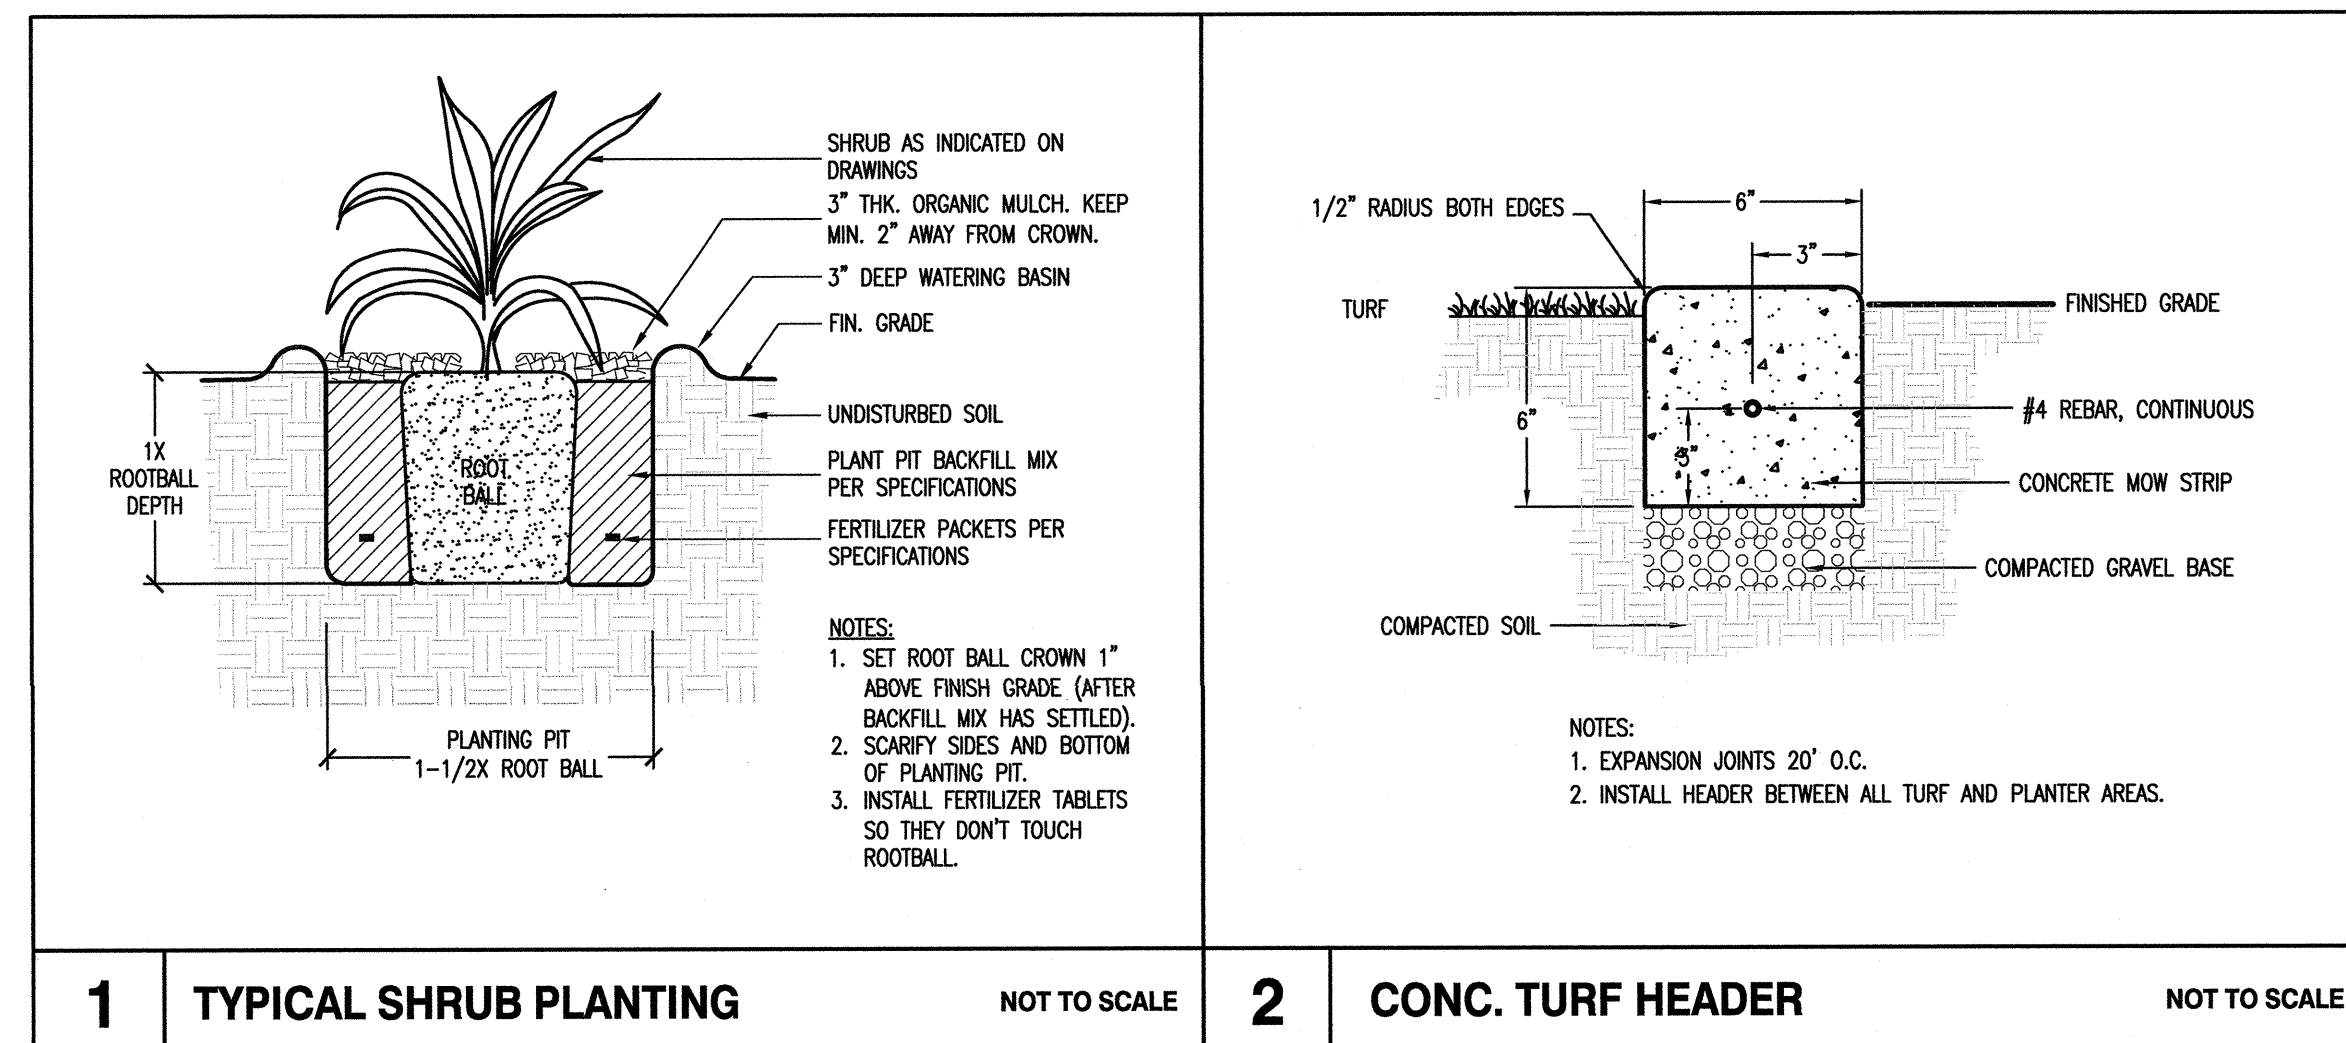 SHRUB AS INDICATED ON
DRAWINGS
3" THK. ORGANIC MULCH. KEEP
MIN. 2" AWAY FROM CROWN.
3" DEEP WATERING BASIN
FIN. GRADE
UNDISTURBED SOIL
PLANT PIT BACKFILL MIX
PER SPECIFICATIONS
FERTILIZER PACKETS PER
SPECIFICATIONS
1X
ROOTBALL
DEPTH
ROOT
BALL
PLANTING PIT
1-1/2X ROOT BALL
NOTES:
1. SET ROOT BALL CROWN 1"
ABOVE FINISH GRADE (AFTER
BACKFILL MIX HAS SETTLED).
2. SCARIFY SIDES AND BOTTOM
OF PLANTING PIT.
3. INSTALL FERTILIZER TABLETS
SO THEY DON'T TOUCH
ROOTBALL.
1 TYPICAL SHRUB PLANTING NOT TO SCALE
1/2" RADIUS BOTH EDGES
6"
3"
TURF
FINISHED GRADE
6"
3"
#4 REBAR, CONTINUOUS
CONCRETE MOW STRIP
COMPACTED GRAVEL BASE
COMPACTED SOIL
NOTES:
1. EXPANSION JOINTS 20' O.C.
2. INSTALL HEADER BETWEEN ALL TURF AND PLANTER AREAS.
2 CONC. TURF HEADER NOT TO SCALE